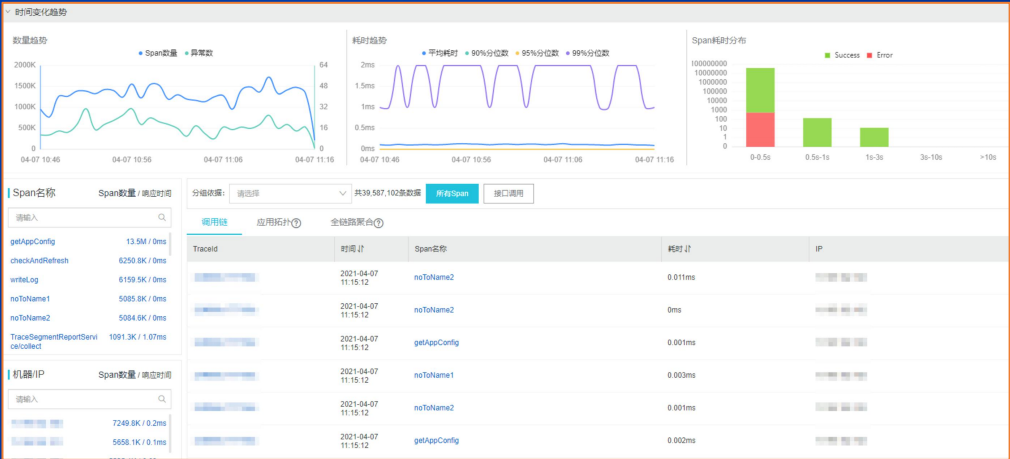 时间变化趋势
数量趋势
Span数量 异常数
2000K
1500K
1000K
500K
0
64
48
32
16
0
04-07 10:46 04-07 10:56 04-07 11:06 04-07 11:16
耗时趋势
平均耗时 90%分位数 95%分位数 99%分位数
2ms
1.5ms
1ms
0.5ms
0
04-07 10:46 04-07 10:56 04-07 11:06 04-07 11:16
Span耗时分布
Success Error
100000000
10000000
1000000
100000
10000
1000
100
10
1
0
0-0.5s 0.5s-1s 1s-3s 3s-10s >10s
Span名称 Span数量 / 响应时间
请输入
getAppConfig 13.5M / 0ms
checkAndRefresh 6250.8K / 0ms
writeLog 6159.5K / 0ms
noToName1 5085.8K / 0ms
noToName2 5084.6K / 0ms
TraceSegmentReportServi 1091.3K / 1.07ms
ce/collect
机器/IP Span数量 / 响应时间
请输入
7249.8K / 0.2ms
5658.1K / 0.1ms
分组依据: 请选择 共39,587,102条数据 所有Span 接口调用
调用链 应用拓扑 全链路聚合
TraceId 时间 Span名称 耗时 IP
2021-04-07
11:15:12 noToName2 0.011ms
2021-04-07
11:15:12 noToName2 0ms
2021-04-07
11:15:12 getAppConfig 0.001ms
2021-04-07
11:15:12 noToName1 0.003ms
2021-04-07
11:15:12 noToName2 0.001ms
2021-04-07
11:15:12 getAppConfig 0.002ms